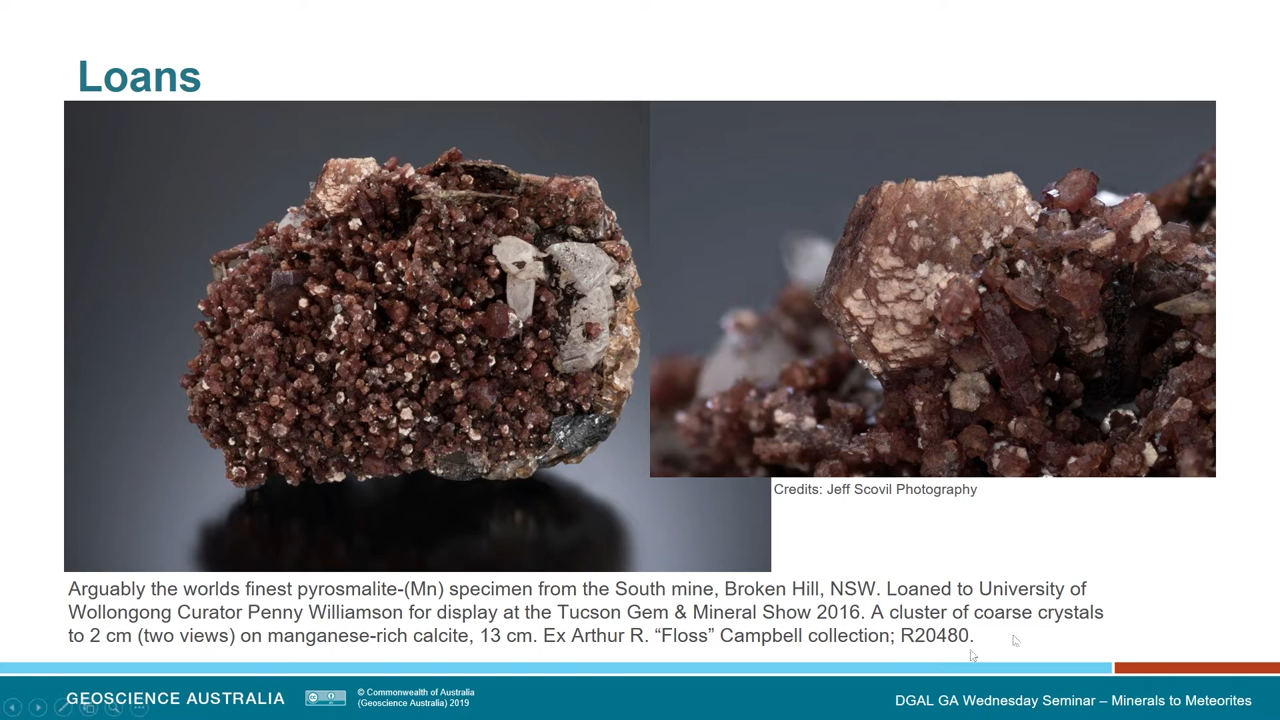 Loans
Credits: Jeff Scovil Photography
Arguably the worlds finest pyrosmalite-(Mn) specimen from the South mine, Broken Hill, NSW. Loaned to University of
Wollongong Curator Penny Williamson for display at the Tucson Gem & Mineral Show 2016. A cluster of coarse crystals
to 2 cm (two views) on manganese-rich calcite, 13 cm. Ex Arthur R. “Floss” Campbell collection; R20480.
GEOSCIENCE AUSTRALIA
© Commonwealth of Australia
(Geoscience Australia) 2019
DGAL GA Wednesday Seminar – Minerals to Meteorites